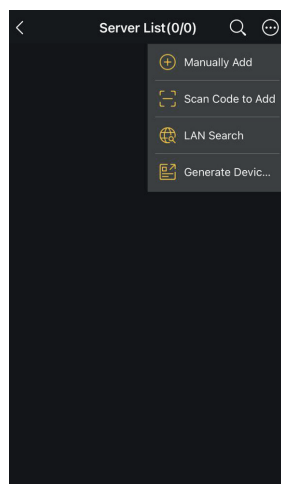 Server List(0/0)
Manually Add
Scan Code to Add
LAN Search
Generate Devic...